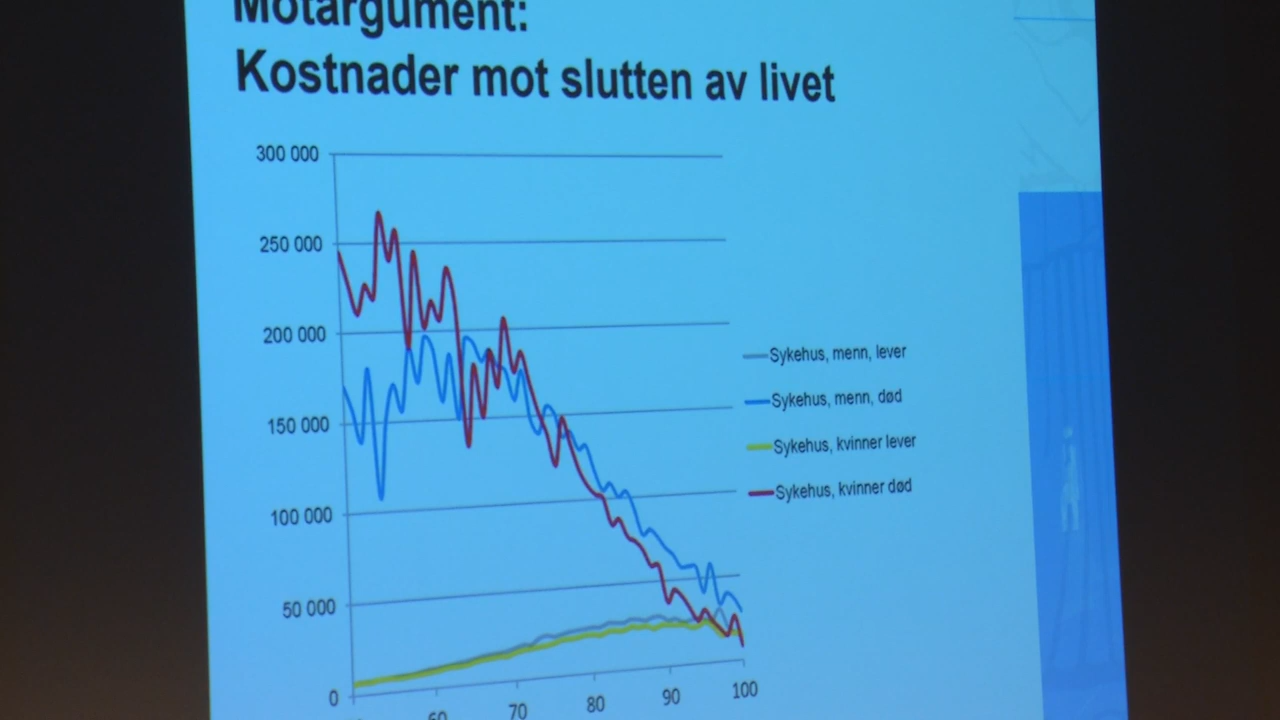 Motargument:
Kostnader mot slutten av livet
300 000
250 000
200 000
150 000
100 000
50 000
0
60
70
80
90
100
Sykehus, menn, lever
Sykehus, menn, død
Sykehus, kvinner lever
Sykehus, kvinner død